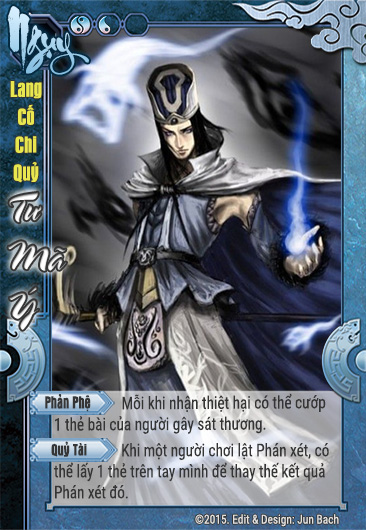 Ngụy
Lang
Cố
Chi
Quỷ
Tư
Mã
Ý
Phản Phệ Mỗi khi nhận thiệt hại có thể cướp
1 thẻ bài của người gây sát thương.
Quỷ Tài Khi một người chơi lật Phán xét, có
thể lấy 1 thẻ trên tay mình để thay thế kết quả
Phán xét đó.
©2015. Edit & Design: Jun Bach